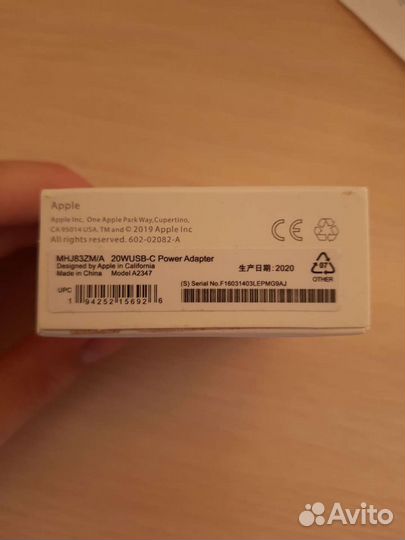 Apple
Apple Inc, One Apple Park Way, Cupertino,
CA 95014 USA, TM and © 2019 Apple Inc
All rights reserved. 602-02082-A
CE
MHJ83ZM/A 20WUSB-C Power Adapter
Designed by Apple in California
Made in China Model A2347
生产日期: 2020
07
OTHER
UPC
1 94252 15692 6
(S) Serial No.F16031403LEPMG9AJ
Avito